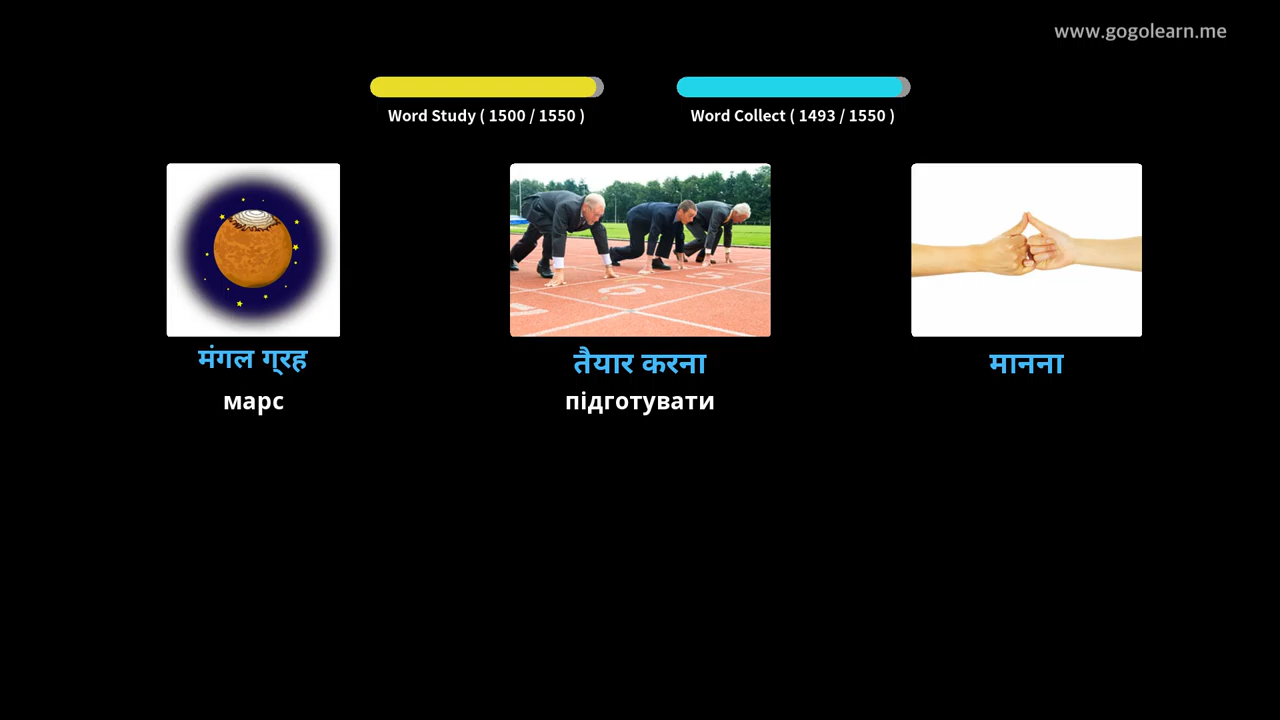 www.gogolearn.me
Word Study ( 1500 / 1550 )
Word Collect ( 1493 / 1550 )
मंगल ग्रह
तैयार करना
मानना
марс
підготувати